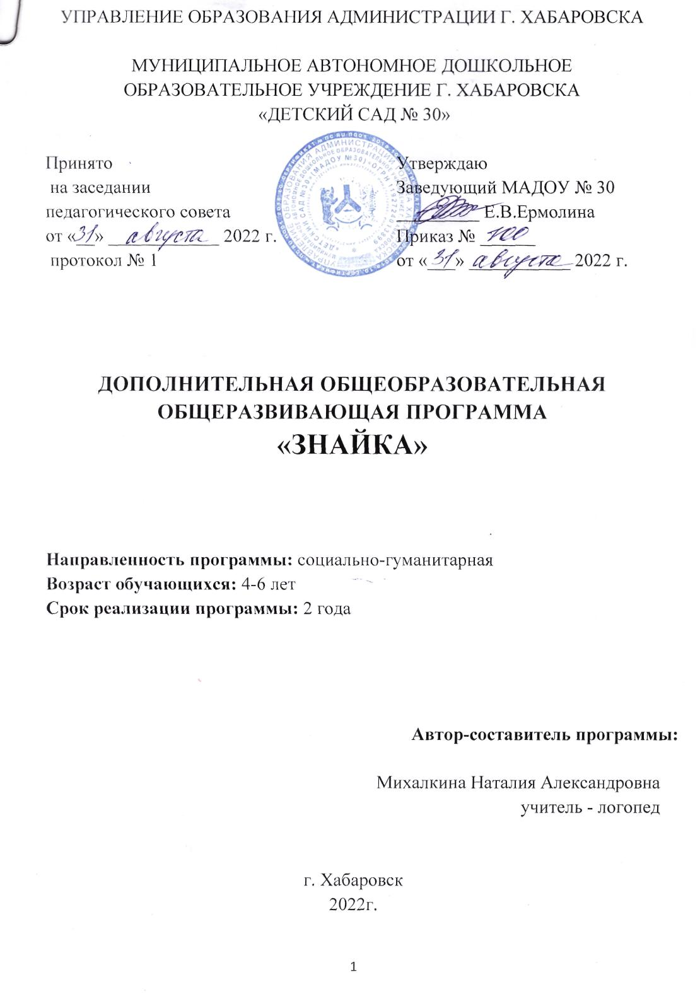 УПРАВЛЕНИЕ ОБРАЗОВАНИЯ АДМИНИСТРАЦИИ Г. ХАБАРОВСКА
МУНИЦИПАЛЬНОЕ АВТОНОМНОЕ ДОШКОЛЬНОЕ
ОБРАЗОВАТЕЛЬНОЕ УЧРЕЖДЕНИЕ Г. ХАБАРОВСКА
«ДЕТСКИЙ САД № 30»
Принято
на заседании
педагогического совета
от «31» августа 2022 г.
протокол № 1
Утверждаю
Заведующий МАДОУ № 30
Е.В.Ермолина
Приказ № 100
от «31» августа 2022 г.
ДОПОЛНИТЕЛЬНАЯ ОБЩЕОБРАЗОВАТЕЛЬНАЯ
ОБЩЕРАЗВИВАЮЩАЯ ПРОГРАММА
«ЗНАЙКА»
Направленность программы: социально-гуманитарная
Возраст обучающихся: 4-6 лет
Срок реализации программы: 2 года
Автор-составитель программы:
Михалкина Наталия Александровна
учитель - логопед
г. Хабаровск
2022г.
1